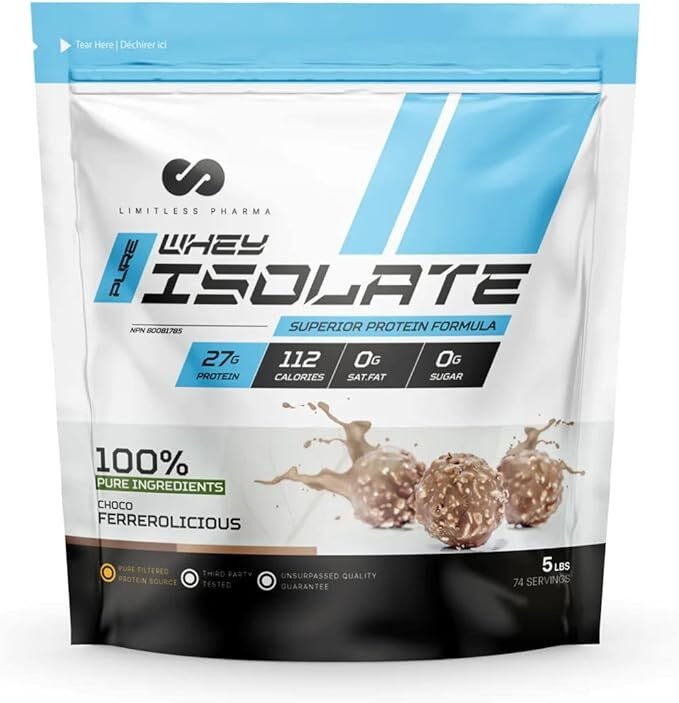 Tear Here | Déchirer ici
LIMITLESS PHARMA
PURE
WHEY
ISOLATE
SUPERIOR PROTEIN FORMULA
NPN 80081785
27G
PROTEIN
112
CALORIES
0G
SAT.FAT
0G
SUGAR
100%
PURE INGREDIENTS
CHOCO
FERREROLICIOUS
PURE FILTERED
PROTEIN SOURCE
THIRD PARTY
TESTED
UNSURPASSED QUALITY
GUARANTEE
5 LBS
74 SERVINGS